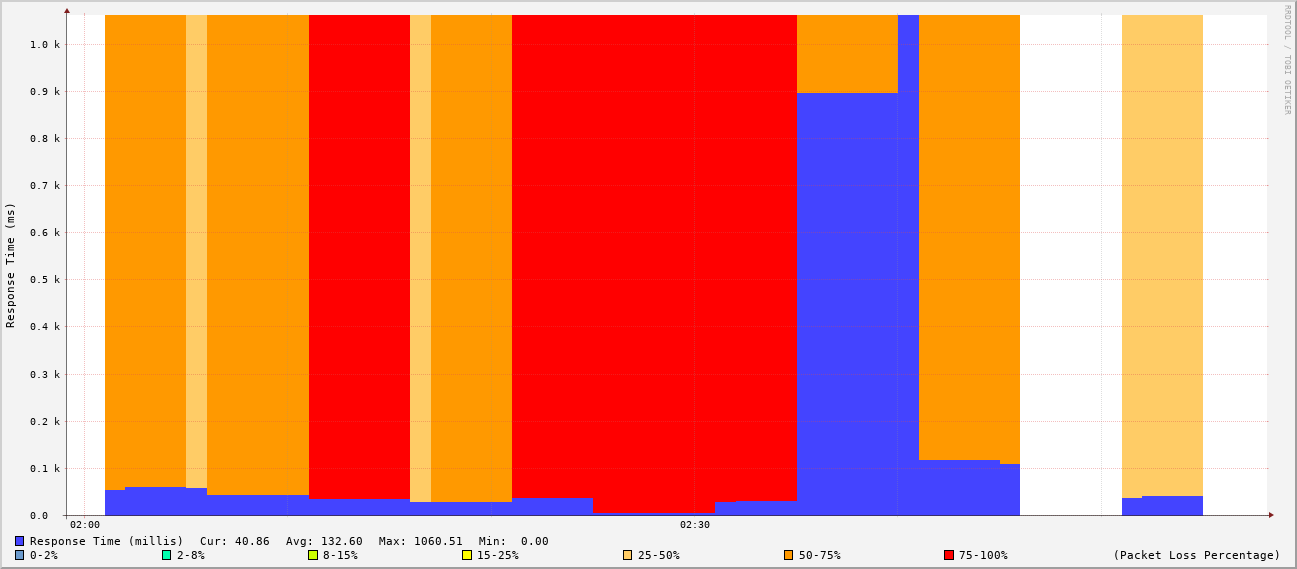 RRDTOOL / TOBI OETIKER
Response Time (ms)
1.0 k
0.9 k
0.8 k
0.7 k
0.6 k
0.5 k
0.4 k
0.3 k
0.2 k
0.1 k
0.0
02:00 02:30
Response Time (millis) Cur: 40.86 Avg: 132.60 Max: 1060.51 Min: 0.00
0-2% 2-8% 8-15% 15-25% 25-50% 50-75% 75-100% (Packet Loss Percentage)